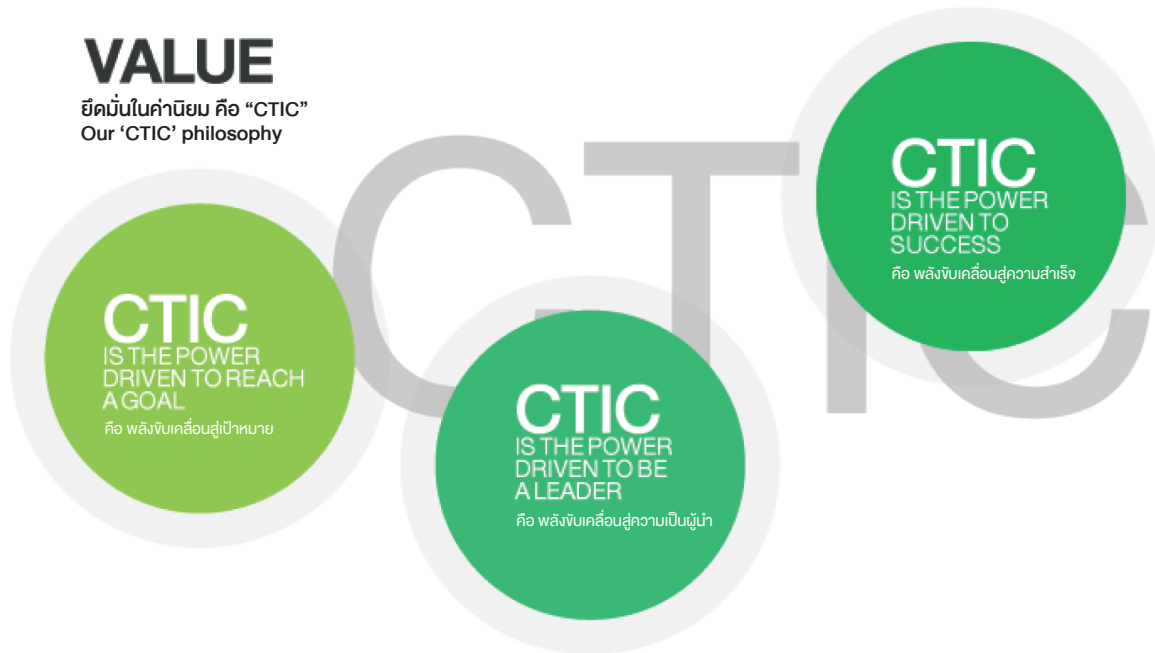 VALUE
ยึดมั่นในค่านิยม คือ “CTIC”
Our ‘CTIC’ philosophy
CTIC
CTIC
IS THE POWER
DRIVEN TO REACH
A GOAL
คือ พลังขับเคลื่อนสู่เป้าหมาย
CTIC
IS THE POWER
DRIVEN TO BE
A LEADER
คือ พลังขับเคลื่อนสู่ความเป็นผู้นำ
CTIC
IS THE POWER
DRIVEN TO
SUCCESS
คือ พลังขับเคลื่อนสู่ความสำเร็จ